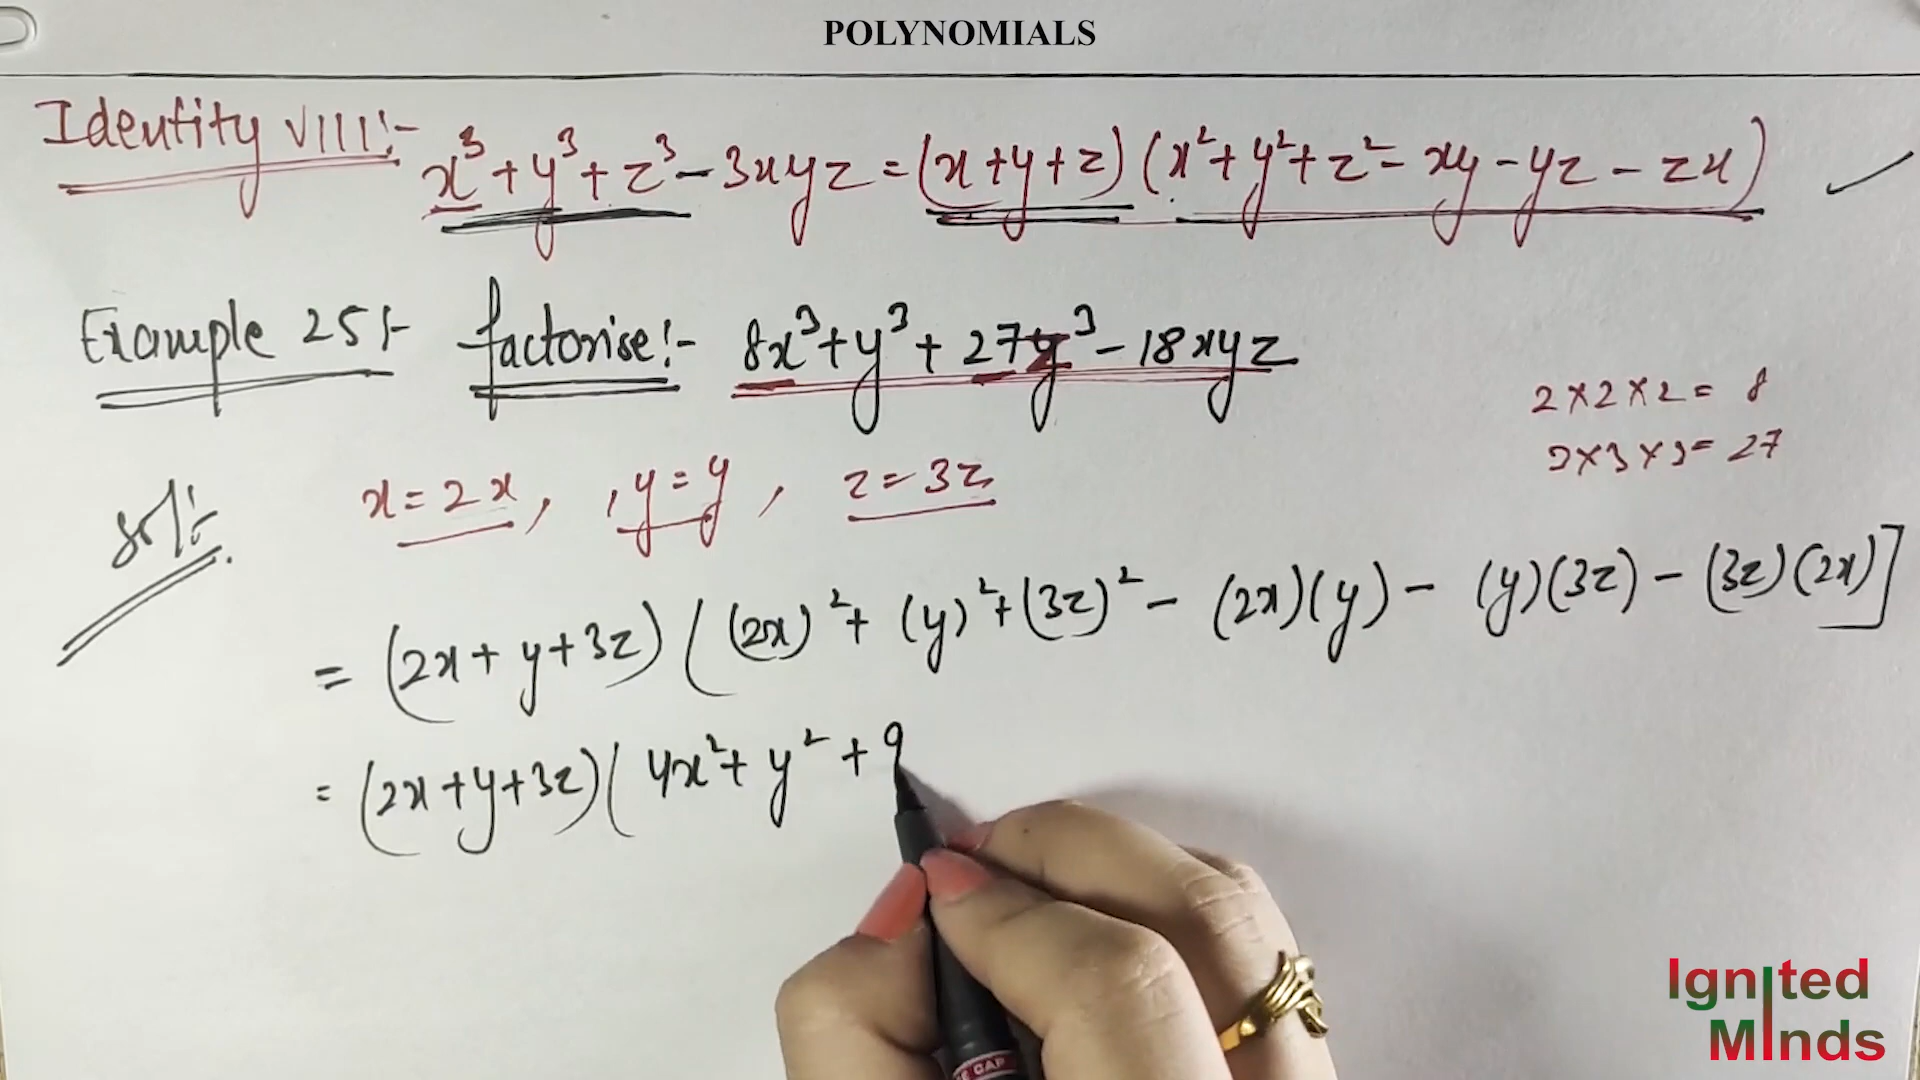 POLYNOMIALS
Identity VIII:- x³+y³+z³-3xyz=(x+y+z)(x²+y²+z²-xy-yz-zx)
Example 25:- factorise:- 8x³+y³+27z³-18xyz
2×2×2= 8
3×3×3= 27
sol: x=2x, y=y, z=3z
= (2x+y+3z)((2x)²+(y)²+(3z)²-(2x)(y)-(y)(3z)-(3z)(2x)]
= (2x+y+3z)(4x²+y²+9
CAP
Ignited
Minds